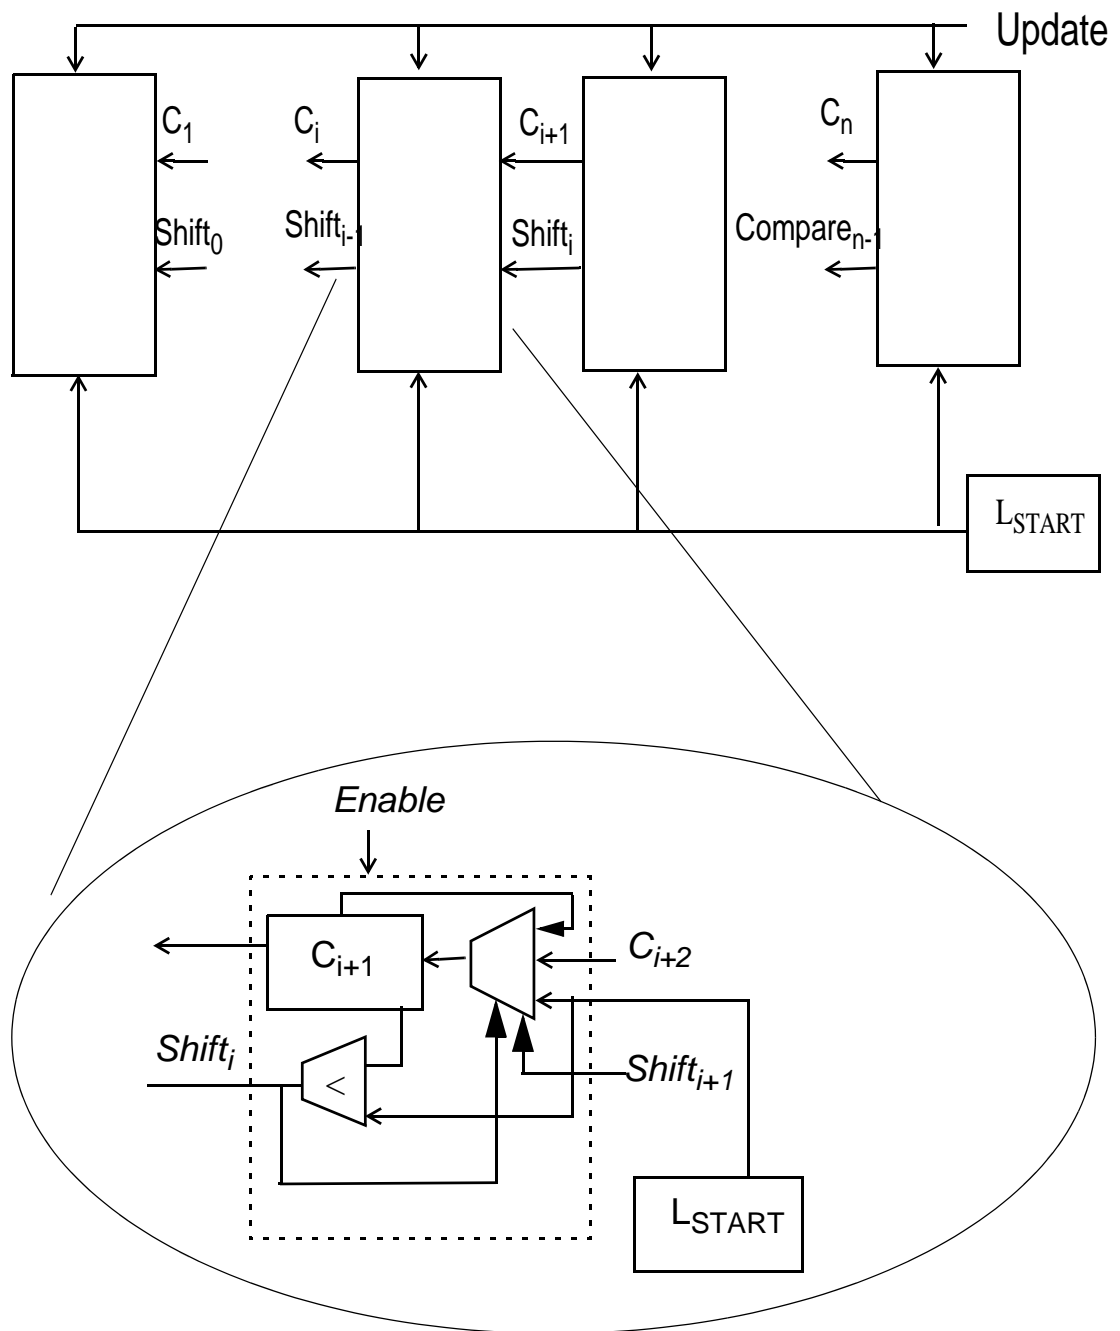 Update
C1 Ci Ci+1 Cn
Shift0 Shifti-1 Shifti Comparen-1
LSTART
Enable
Ci+1 Ci+2
Shifti
<
Shifti+1
LSTART